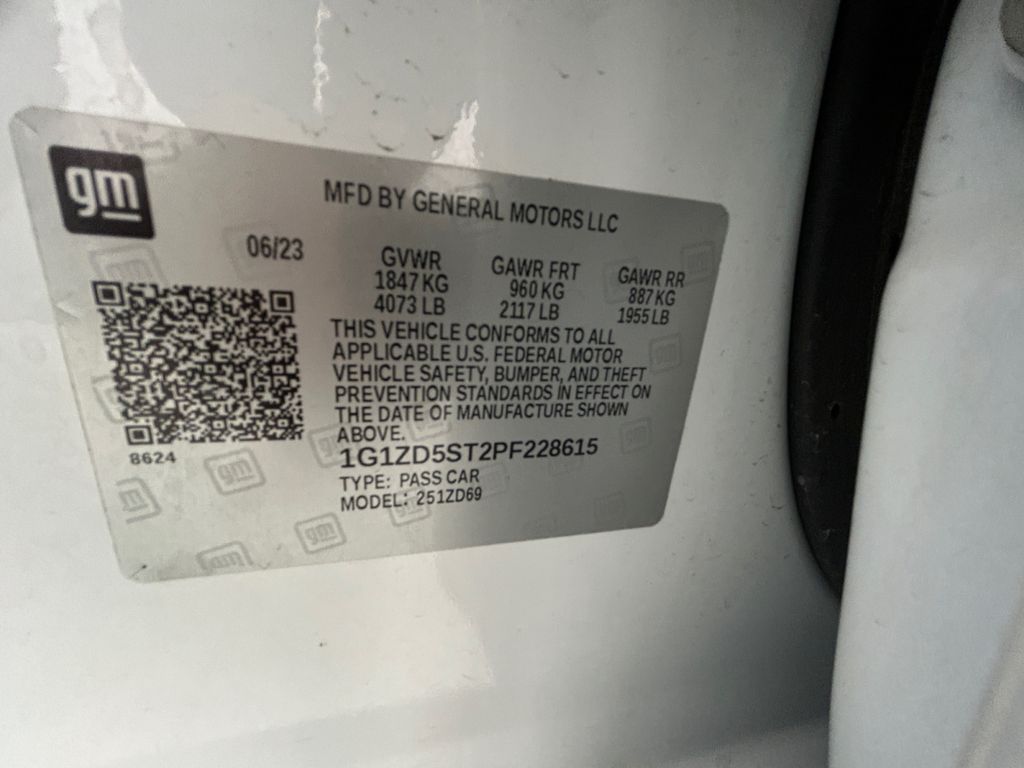 gm
MFD BY GENERAL MOTORS LLC
06/23
GVWR
1847 KG
4073 LB
GAWR FRT
960 KG
2117 LB
GAWR RR
887 KG
1955 LB
THIS VEHICLE CONFORMS TO ALL
APPLICABLE U.S. FEDERAL MOTOR
VEHICLE SAFETY, BUMPER, AND THEFT
PREVENTION STANDARDS IN EFFECT ON
THE DATE OF MANUFACTURE SHOWN
ABOVE.
8624
1G1ZD5ST2PF228615
TYPE: PASS CAR
MODEL: 251ZD69